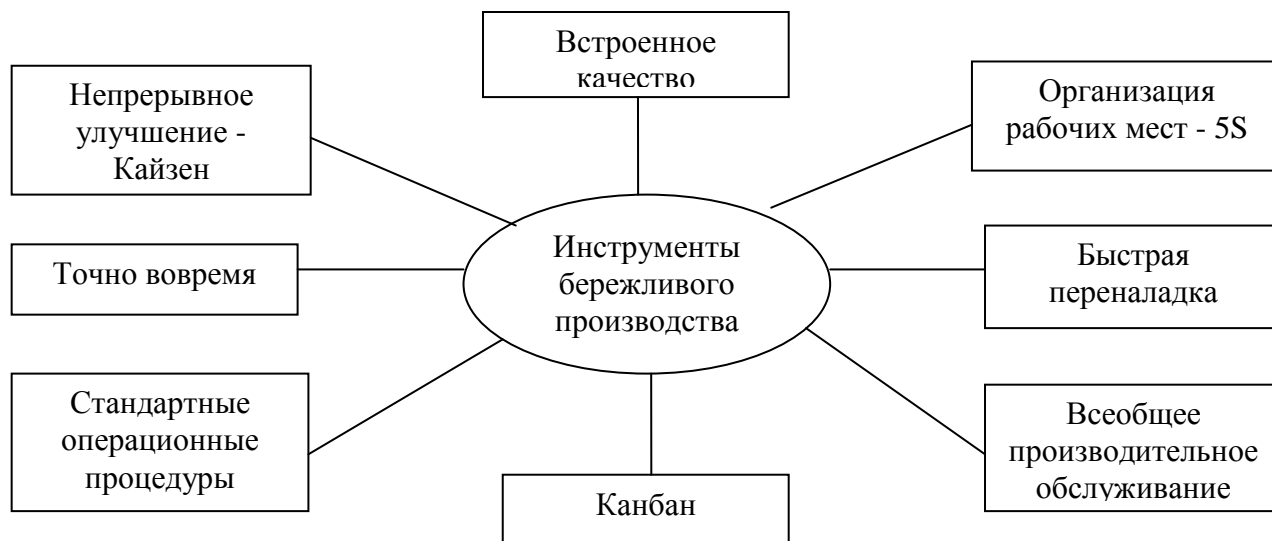 Встроенное
качество
Непрерывное
улучшение -
Кайзен
Организация
рабочих мест - 5S
Инструменты
бережливого
производства
Точно вовремя
Быстрая
переналадка
Стандартные
операционные
процедуры
Всеобщее
производительное
обслуживание
Канбан